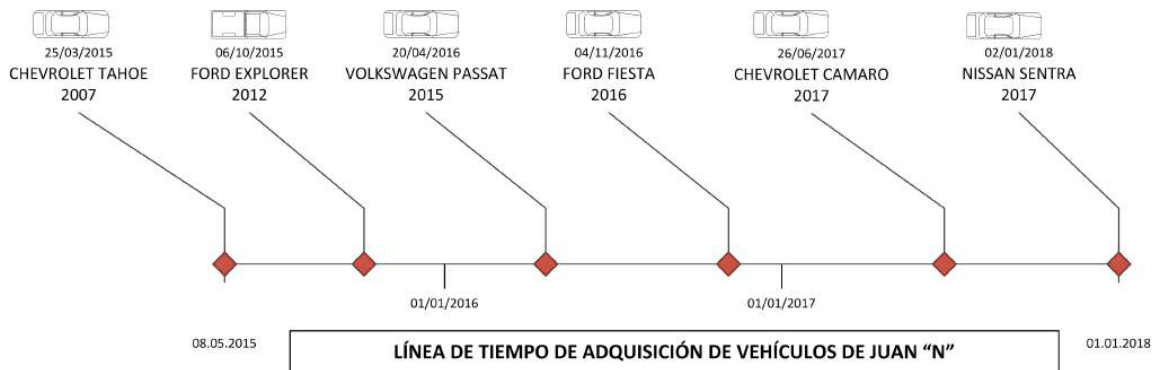 25/03/2015
CHEVROLET TAHOE
2007
06/10/2015
FORD EXPLORER
2012
20/04/2016
VOLKSWAGEN PASSAT
2015
04/11/2016
FORD FIESTA
2016
26/06/2017
CHEVROLET CAMARO
2017
02/01/2018
NISSAN SENTRA
2017
01/01/2016
01/01/2017
08.05.2015
01.01.2018
LÍNEA DE TIEMPO DE ADQUISICIÓN DE VEHÍCULOS DE JUAN “N”